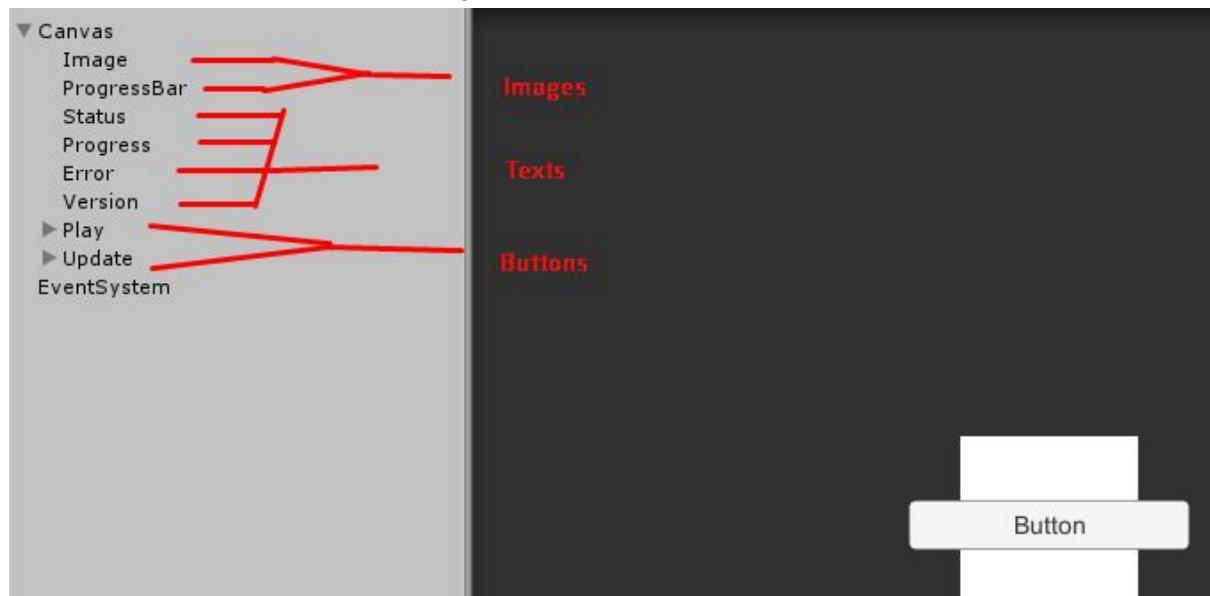 Canvas
Image
ProgressBar
Status
Progress
Error
Version
Play
Update
EventSystem
Images
Texts
Buttons
Button